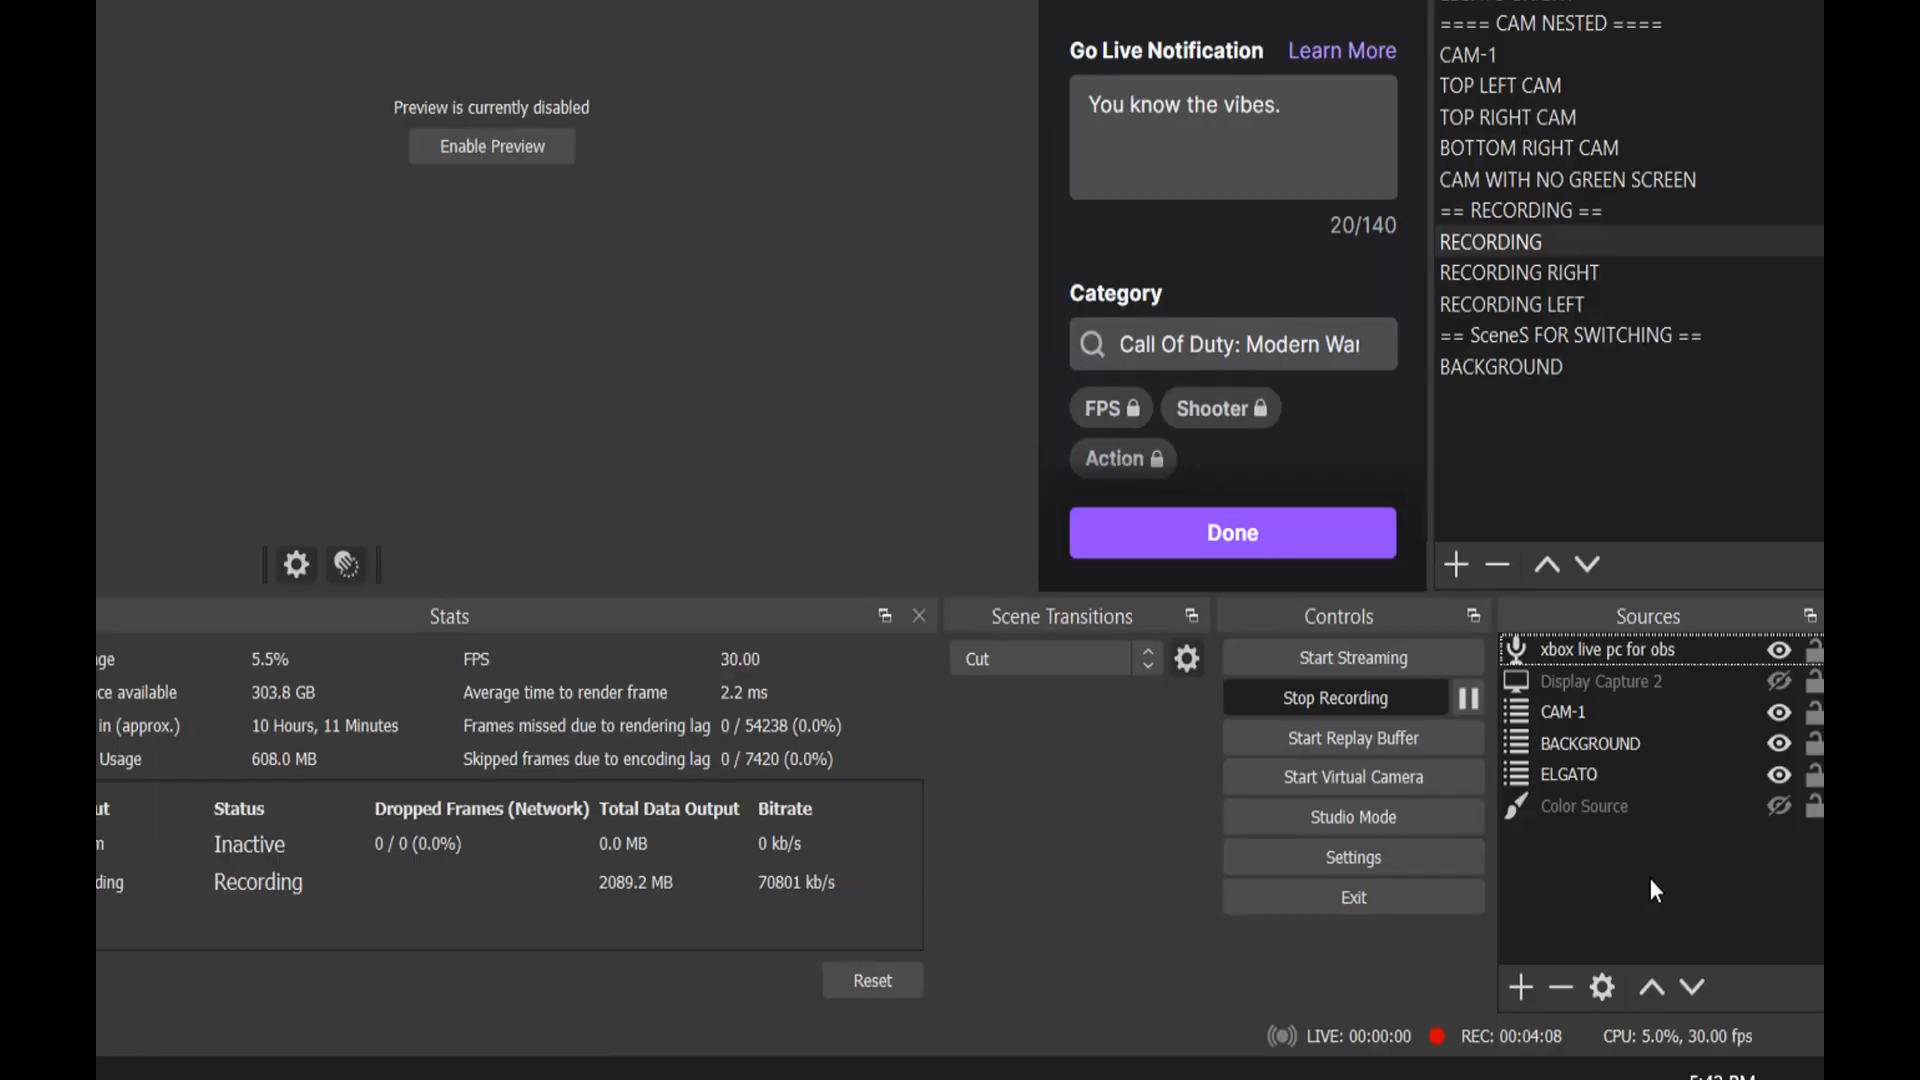 ==== CAM NESTED ====
Go Live Notification Learn More
CAM-1
You know the vibes.
TOP LEFT CAM
Preview is currently disabled
TOP RIGHT CAM
Enable Preview
BOTTOM RIGHT CAM
CAM WITH NO GREEN SCREEN
20/140
== RECORDING ==
RECORDING
RECORDING RIGHT
Category
RECORDING LEFT
Call Of Duty: Modern War
== SceneS FOR SWITCHING ==
BACKGROUND
FPS Shooter
Action
Done
Stats
Scene Transitions
Controls
Sources
ge 5.5% FPS 30.00
ce available 303.8 GB Average time to render frame 2.2 ms
in (approx.) 10 Hours, 11 Minutes Frames missed due to rendering lag 0 / 54238 (0.0%)
Usage 608.0 MB Skipped frames due to encoding lag 0 / 7420 (0.0%)
ut Status Dropped Frames (Network) Total Data Output Bitrate
m Inactive 0 / 0 (0.0%) 0.0 MB 0 kb/s
ding Recording 2089.2 MB 70801 kb/s
Reset
Cut
Start Streaming
Stop Recording
Start Replay Buffer
Start Virtual Camera
Studio Mode
Settings
Exit
xbox live pc for obs
Display Capture 2
CAM-1
BACKGROUND
ELGATO
Color Source
LIVE: 00:00:00 REC: 00:04:08 CPU: 5.0%, 30.00 fps